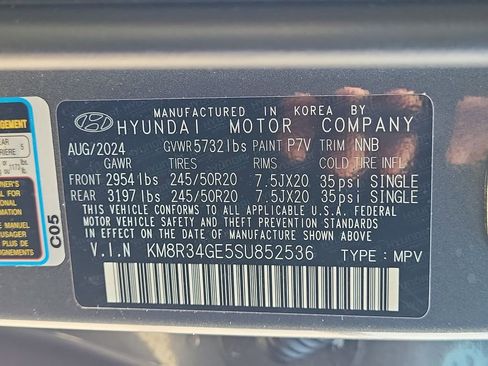 MANUFACTURED IN KOREA BY
HYUNDAI MOTOR COMPANY
AUG/2024 GVWR 5732 lbs PAINT P7V TRIM NNB
GAWR TIRES RIMS COLD TIRE INFL.
FRONT 2954 lbs 245/50R20 7.5JX20 35psi SINGLE
REAR 3197 lbs 245/50R20 7.5JX20 35psi SINGLE
THIS VEHICLE CONFORMS TO ALL APPLICABLE U.S.A. FEDERAL
MOTOR VEHICLE SAFETY AND THEFT PREVENTION STANDARDS
IN EFFECT ON THE DATE OF MANUFACTURE SHOWN ABOVE.
V.I.N KM8R34GE5SU852536 TYPE : MPV
C05